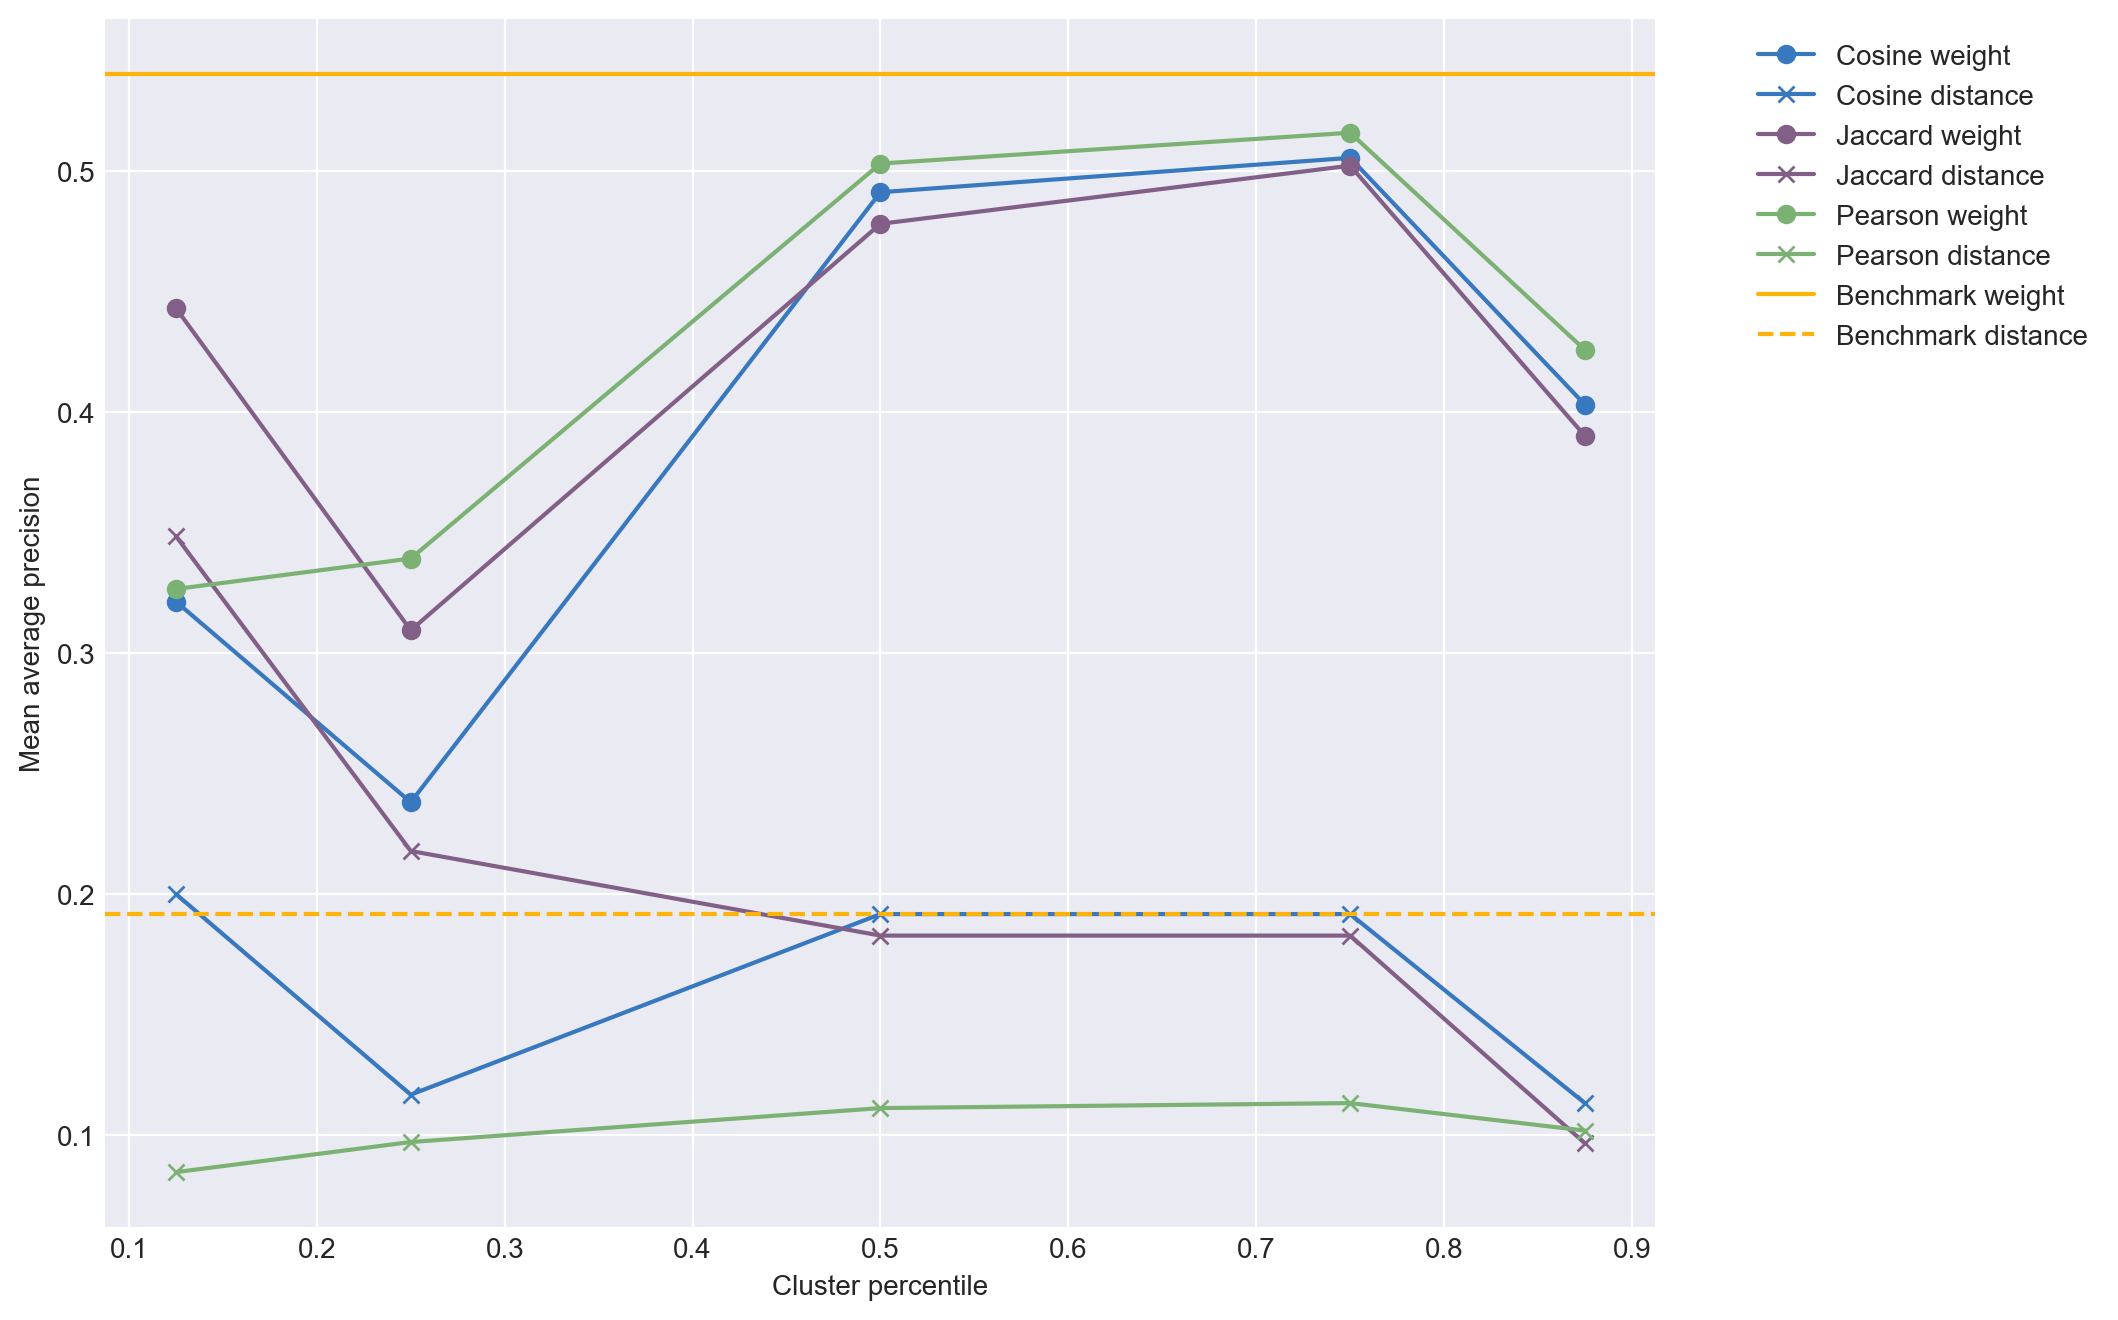 Cosine weight
Cosine distance
Jaccard weight
Jaccard distance
Pearson weight
Pearson distance
Benchmark weight
Benchmark distance
Mean average precision
0.5
0.4
0.3
0.2
0.1
0.1 0.2 0.3 0.4 0.5 0.6 0.7 0.8 0.9
Cluster percentile